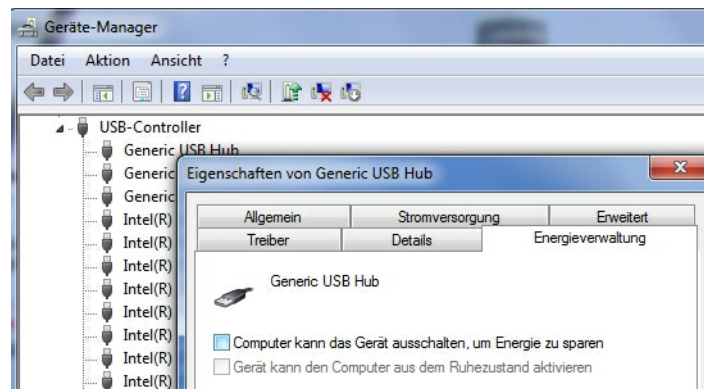 Geräte-Manager
Datei Aktion Ansicht ?
USB-Controller
Generic USB Hub
Generic
Generic
Intel(R)
Intel(R)
Intel(R)
Intel(R)
Intel(R)
Intel(R)
Intel(R)
Intel(R)
Eigenschaften von Generic USB Hub
Allgemein Stromversorgung Erweitert
Treiber Details Energieverwaltung
Generic USB Hub
Computer kann das Gerät ausschalten, um Energie zu sparen
Gerät kann den Computer aus dem Ruhezustand aktivieren